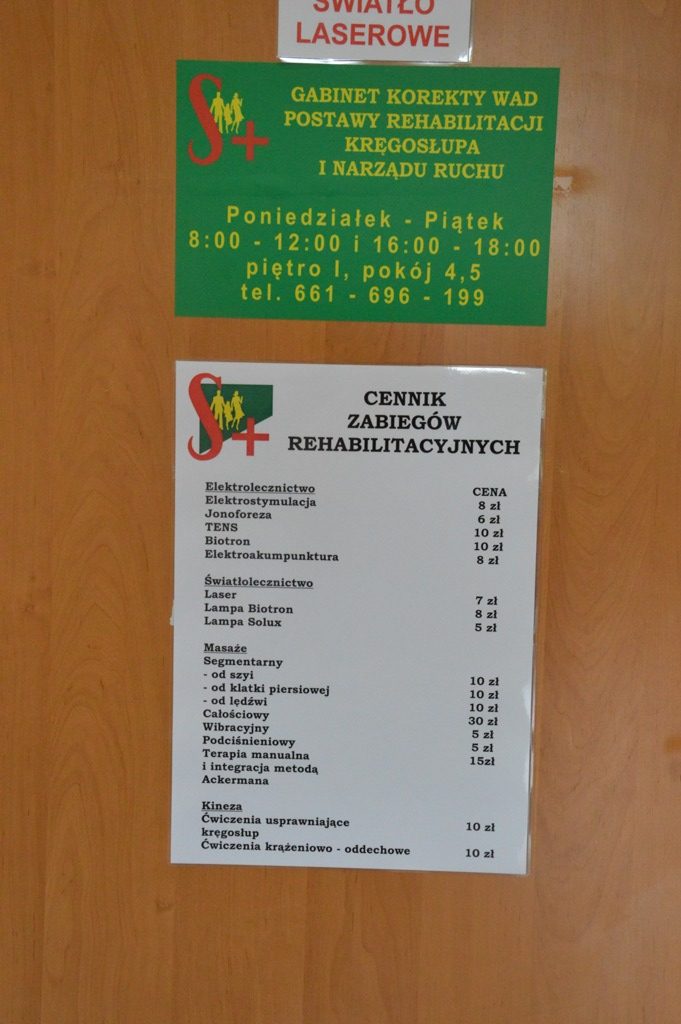 ŚWIATŁO
LASEROWE
S+
GABINET KOREKTY WAD
POSTAWY REHABILITACJI
KRĘGOSŁUPA
I NARZĄDU RUCHU
Poniedziałek - Piątek
8:00 - 12:00 i 16:00 - 18:00
piętro I, pokój 4,5
tel. 661 - 696 - 199
S+
CENNIK
ZABIEGÓW
REHABILITACYJNYCH
Elektrolecznictwo CENA
Elektrostymulacja 8 zł
Jonoforeza 6 zł
TENS 10 zł
Biotron 10 zł
Elektroakumpunktura 8 zł
Światłolecznictwo
Laser 7 zł
Lampa Biotron 8 zł
Lampa Solux 5 zł
Masaże
Segmentarny
- od szyi 10 zł
- od klatki piersiowej 10 zł
- od lędźwi 10 zł
Całościowy 30 zł
Wibracyjny 5 zł
Podciśnieniowy 5 zł
Terapia manualna 15zł
i integracja metodą
Ackermana
Kineza
Ćwiczenia usprawniające 10 zł
kręgosłup
Ćwiczenia krążeniowo - oddechowe 10 zł